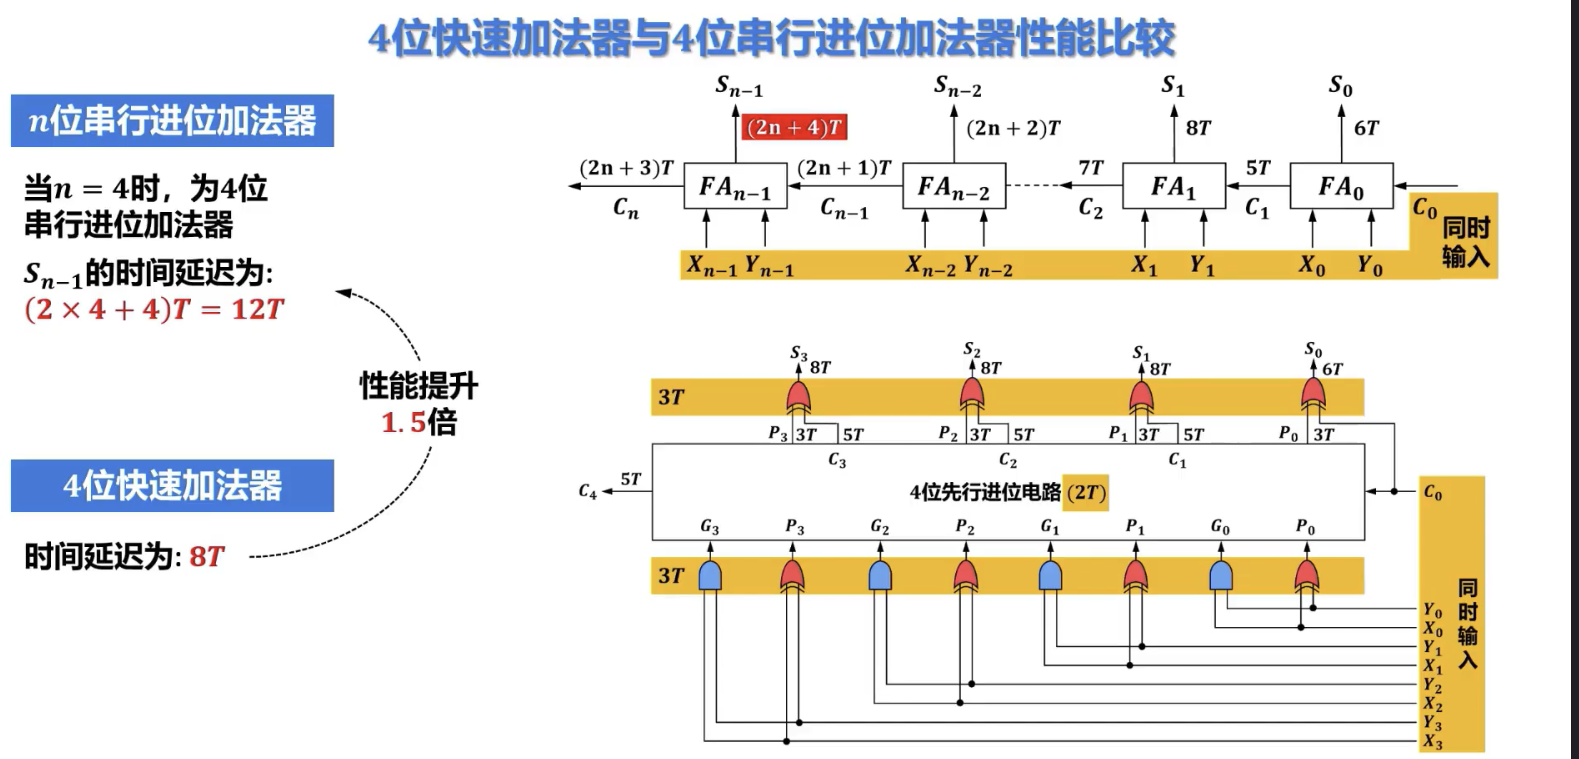 4位快速加法器与4位串行进位加法器性能比较
n位串行进位加法器
当n = 4时，为4位
串行进位加法器
Sₙ₋₁的时间延迟为:
(2 × 4 + 4)T = 12T
性能提升
1.5倍
4位快速加法器
时间延迟为: 8T
Sₙ₋₁ Sₙ₋₂ S₁ S₀
(2n + 4)T (2n + 2)T 8T 6T
(2n + 3)T (2n + 1)T 7T 5T
FAₙ₋₁ FAₙ₋₂ FA₁ FA₀
Cₙ Cₙ₋₁ C₂ C₁ C₀
同时
输入
Xₙ₋₁ Yₙ₋₁ Xₙ₋₂ Yₙ₋₂ X₁ Y₁ X₀ Y₀
S₃ S₂ S₁ S₀
8T 8T 8T 6T
3T
P₃ 3T 5T P₂ 3T 5T P₁ 3T 5T P₀ 3T
C₃ C₂ C₁
5T
C₄ 4位先行进位电路 (2T) C₀
G₃ P₃ G₂ P₂ G₁ P₁ G₀ P₀
3T
同时输入
Y₀
X₀
Y₁
X₁
Y₂
X₂
Y₃
X₃